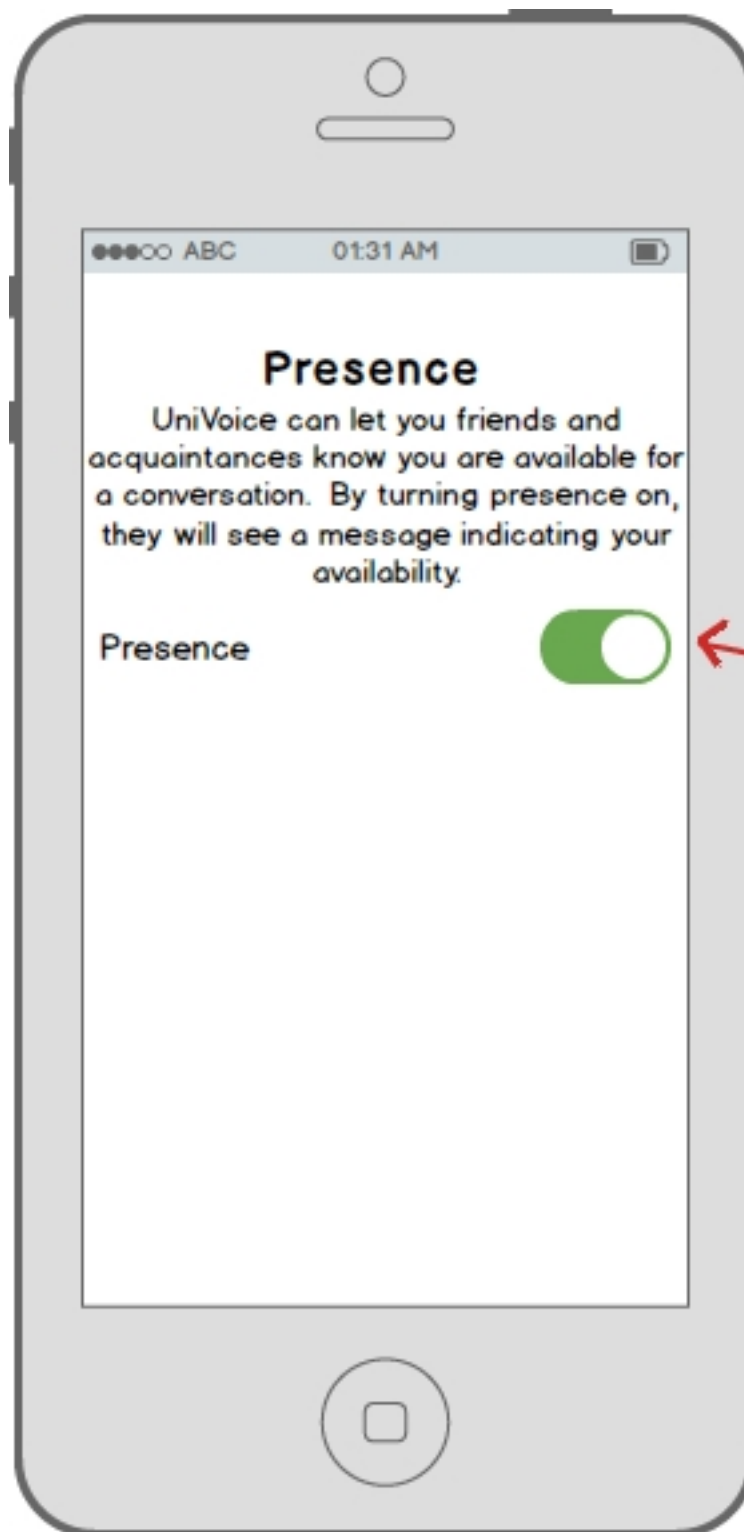 ABC 01:31 AM
Presence
UniVoice can let you friends and
acquaintances know you are available for
a conversation. By turning presence on,
they will see a message indicating your
availability.
Presence